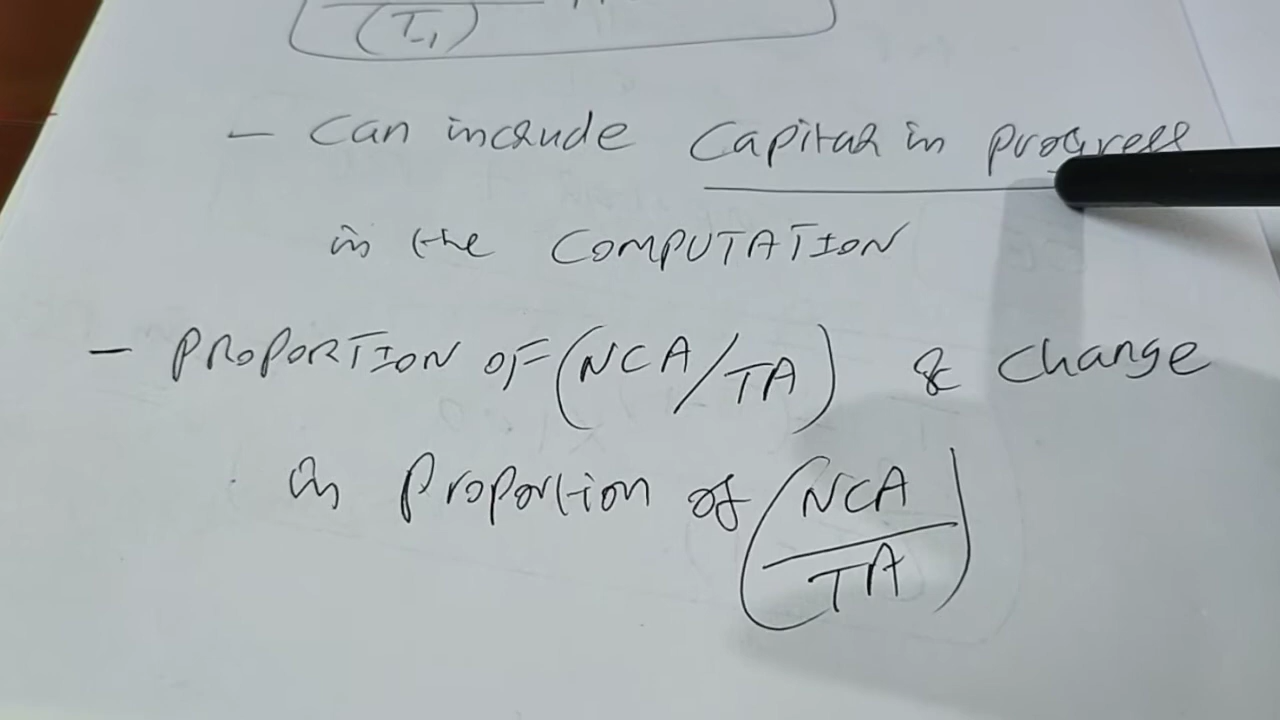 (T-1)
- Can include Capital in progress
in the COMPUTATION
- PROPORTION OF (NCA/TA) & Change
in Proportion of (NCA/TA)